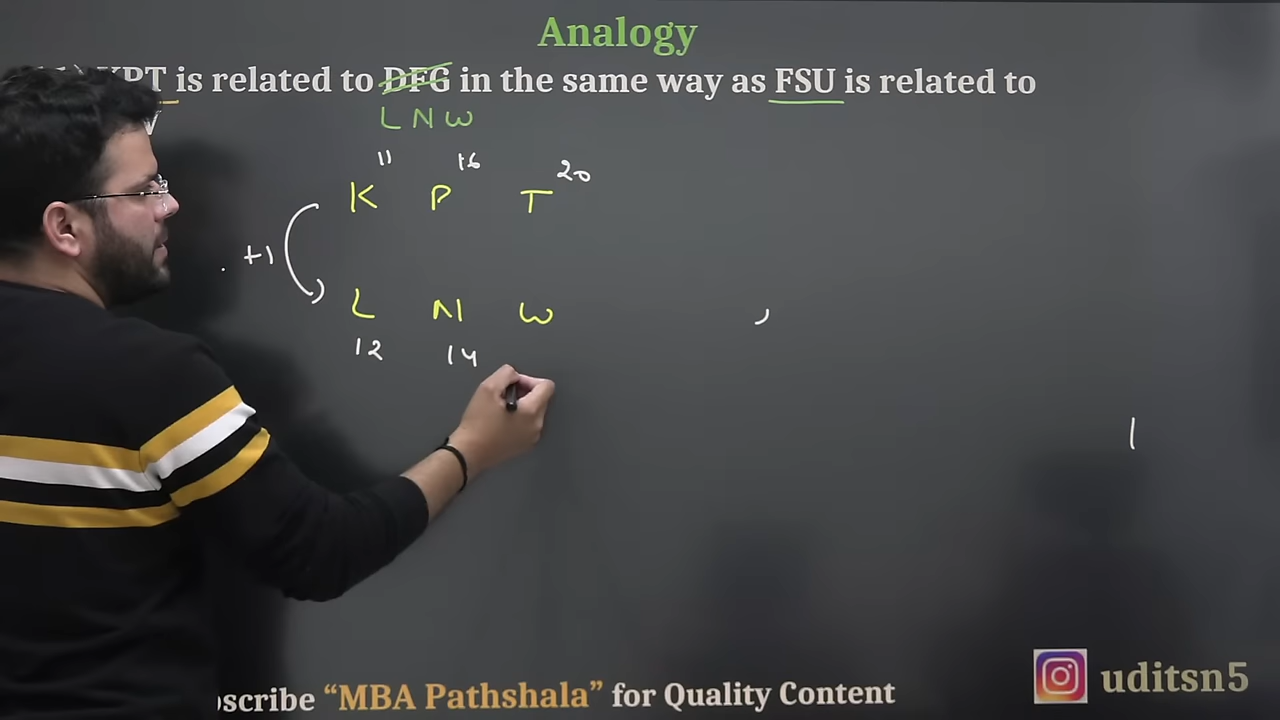 Analogy
KPT is related to DFG in the same way as FSU is related to
LNW
11 16 20
K P T
+1
L N W
12 14
subscribe “MBA Pathshala” for Quality Content
uditsn5